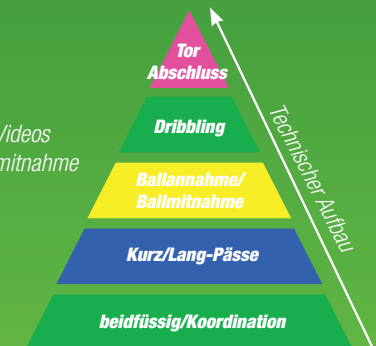 Tor
Abschluss
Dribbling
Videos
mitnahme
Ballannahme/
Ballmitnahme
Technischer Aufbau
Kurz/Lang-Pässe
beidfüssig/Koordination